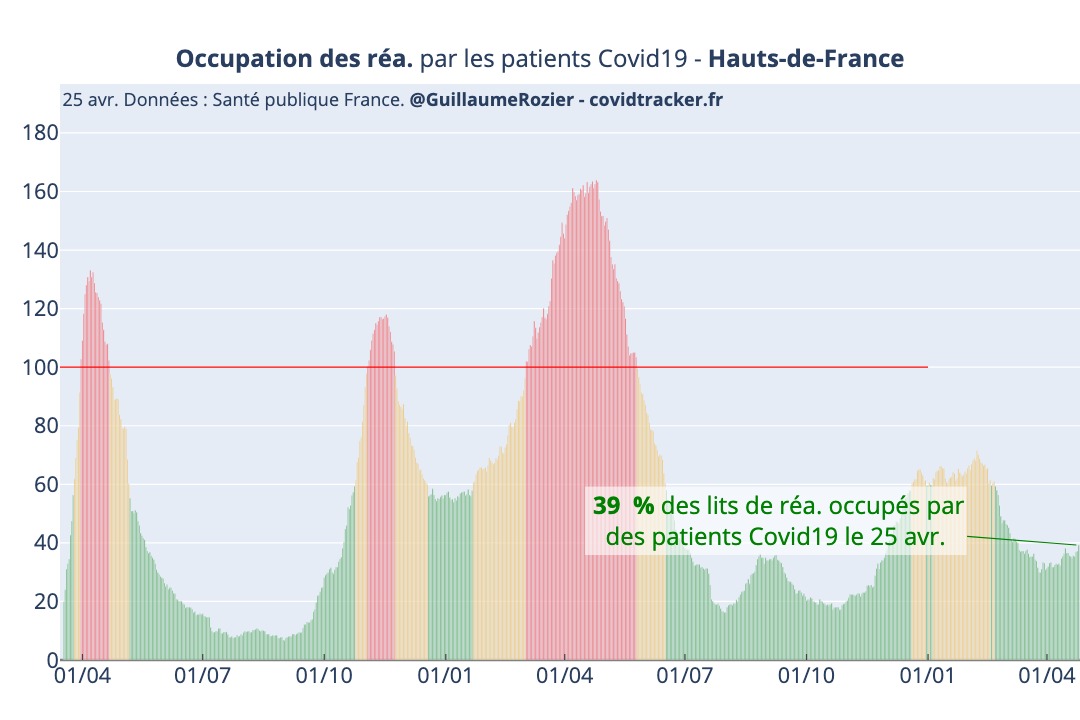 Occupation des réa. par les patients Covid19 - Hauts-de-France
25 avr. Données : Santé publique France. @GuillaumeRozier - covidtracker.fr
180
160
140
120
100
80
60
40
20
0
39 % des lits de réa. occupés par
des patients Covid19 le 25 avr.
01/04 01/07 01/10 01/01 01/04 01/07 01/10 01/01 01/04